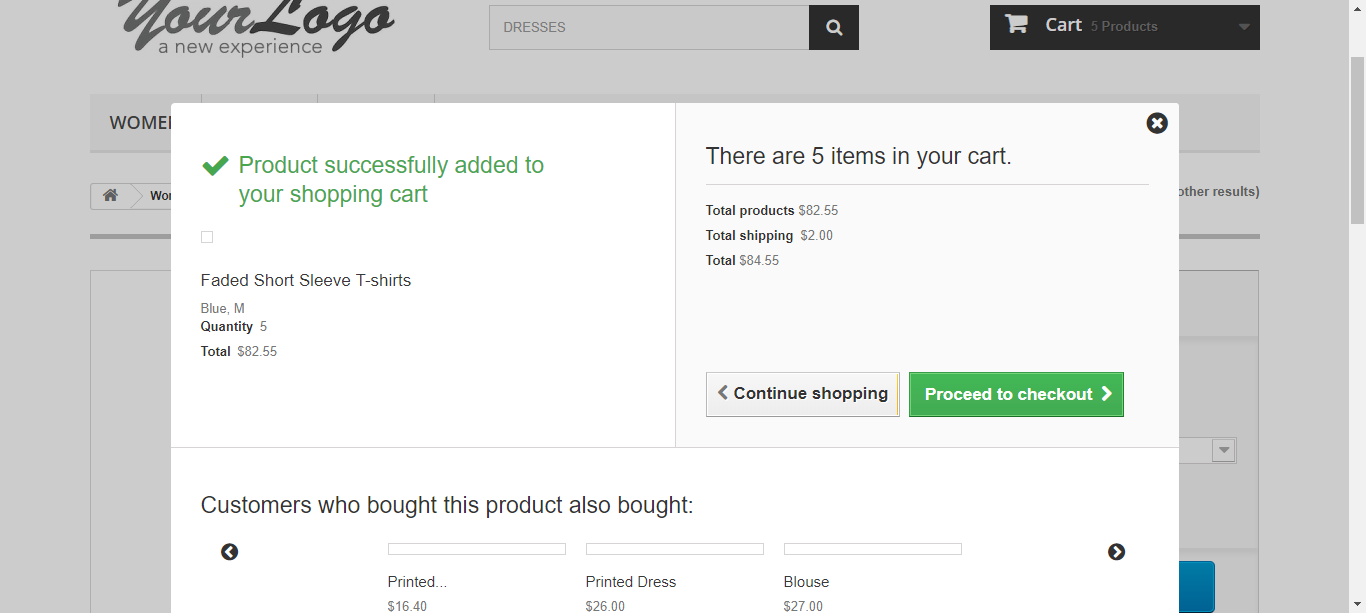 YourLogo
a new experience
DRESSES
Cart 5 Products
WOME
other results)
Product successfully added to
your shopping cart
Faded Short Sleeve T-shirts
Blue, M
Quantity 5
Total $82.55
There are 5 items in your cart.
Total products $82.55
Total shipping $2.00
Total $84.55
Continue shopping
Proceed to checkout
Customers who bought this product also bought:
Printed...
$16.40
Printed Dress
$26.00
Blouse
$27.00